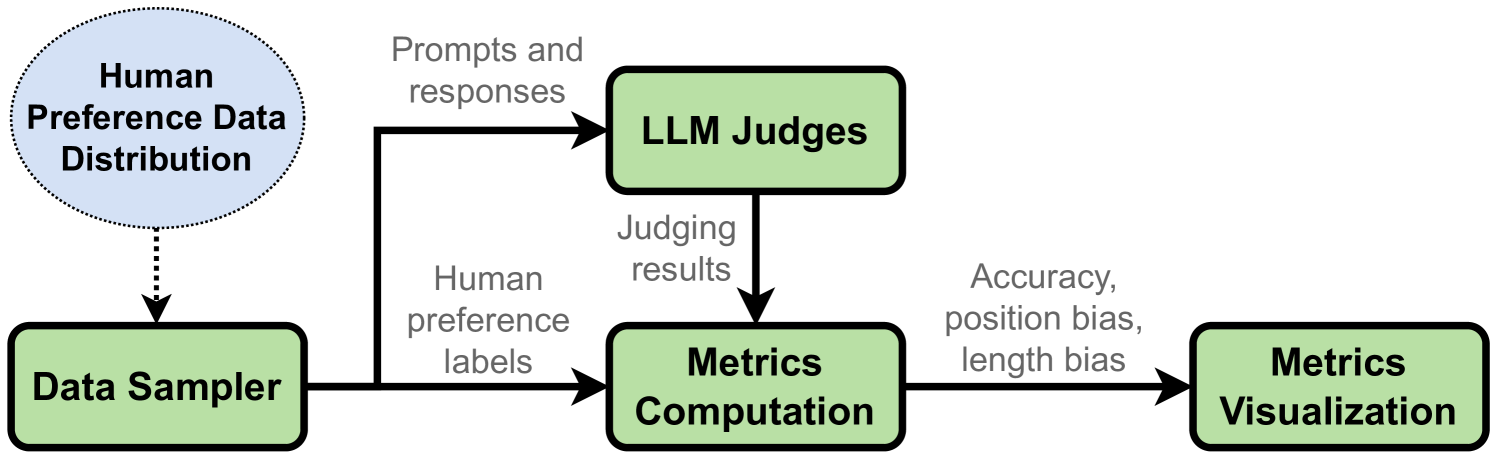 Human
Preference Data
Distribution
Prompts and
responses
LLM Judges
Judging
results
Human
preference
labels
Accuracy,
position bias,
length bias
Data Sampler
Metrics
Computation
Metrics
Visualization